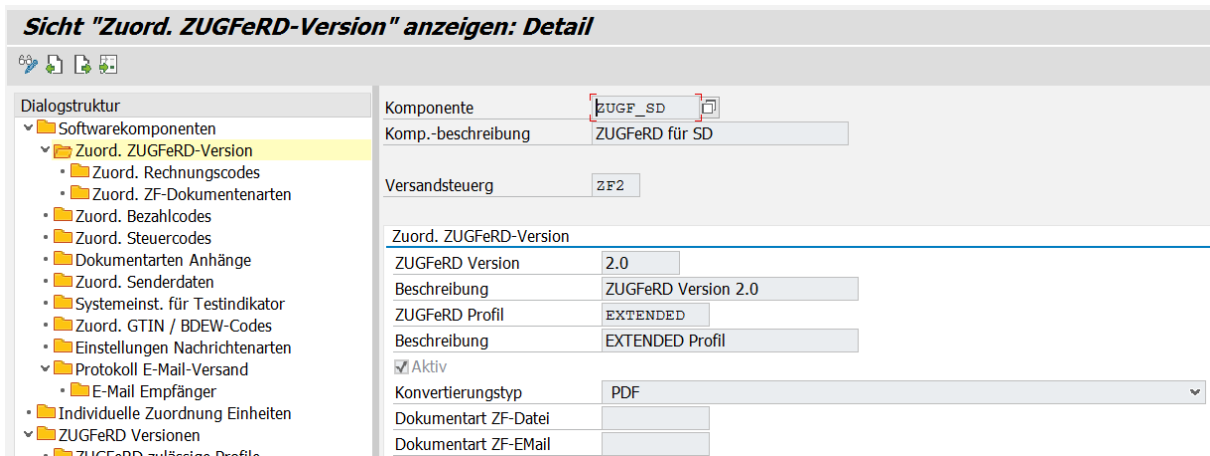 Sicht "Zuord. ZUGFeRD-Version" anzeigen: Detail
Dialogstruktur
Softwarekomponenten
Zuord. ZUGFeRD-Version
Zuord. Rechnungscodes
Zuord. ZF-Dokumentenarten
Zuord. Bezahlcodes
Zuord. Steuercodes
Dokumentarten Anhänge
Zuord. Senderdaten
Systemeinst. für Testindikator
Zuord. GTIN / BDEW-Codes
Einstellungen Nachrichtenarten
Protokoll E-Mail-Versand
E-Mail Empfänger
Individuelle Zuordnung Einheiten
ZUGFeRD Versionen
ZUGFeRD zulässige Profile
Komponente ZUGF_SD
Komp.-beschreibung ZUGFeRD für SD
Versandsteuerg ZF2
Zuord. ZUGFeRD-Version
ZUGFeRD Version 2.0
Beschreibung ZUGFeRD Version 2.0
ZUGFeRD Profil EXTENDED
Beschreibung EXTENDED Profil
Aktiv
Konvertierungstyp PDF
Dokumentart ZF-Datei
Dokumentart ZF-EMail